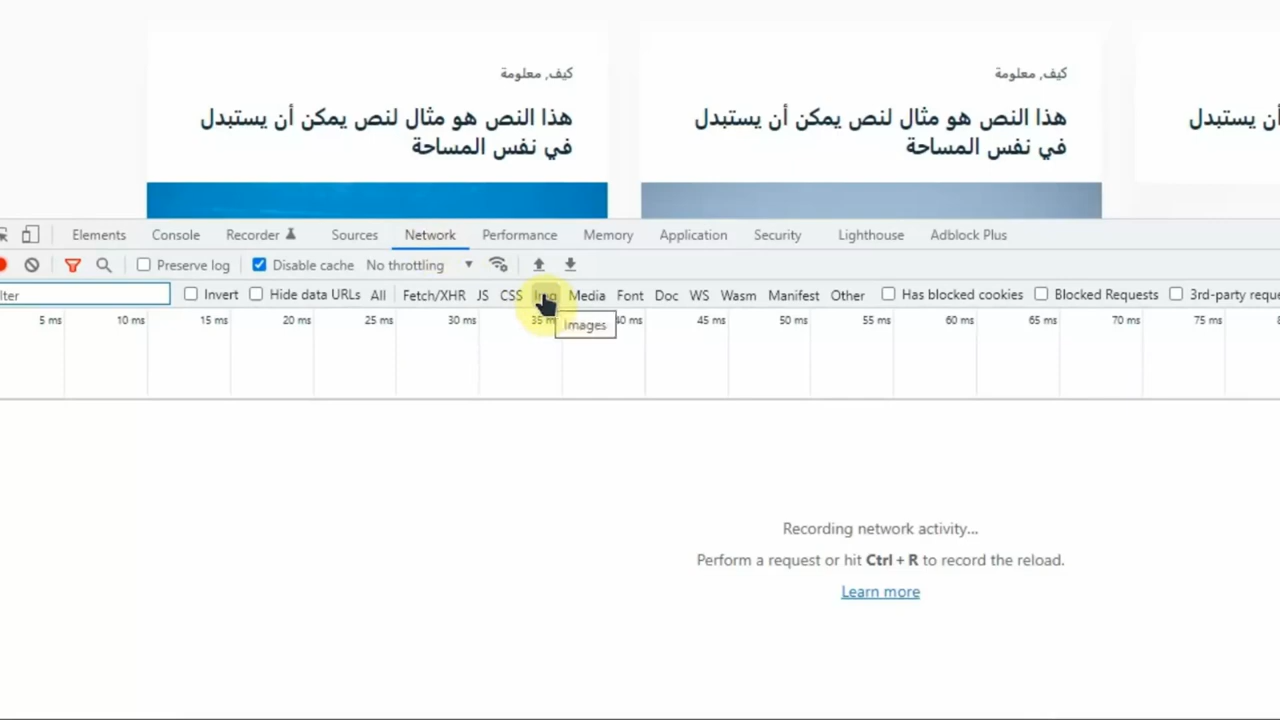 كيف, معلومة
هذا النص هو مثال لنص يمكن أن يستبدل
في نفس المساحة
كيف, معلومة
هذا النص هو مثال لنص يمكن أن يستبدل
في نفس المساحة
أن يستبدل
Elements Console Recorder Sources Network Performance Memory Application Security Lighthouse Adblock Plus
Preserve log Disable cache No throttling
lter Invert Hide data URLs All Fetch/XHR JS CSS Img Media Font Doc WS Wasm Manifest Other Has blocked cookies Blocked Requests 3rd-party reque
5 ms 10 ms 15 ms 20 ms 25 ms 30 ms 35 ms 40 ms 45 ms 50 ms 55 ms 60 ms 65 ms 70 ms 75 ms
Images
Recording network activity...
Perform a request or hit Ctrl + R to record the reload.
Learn more